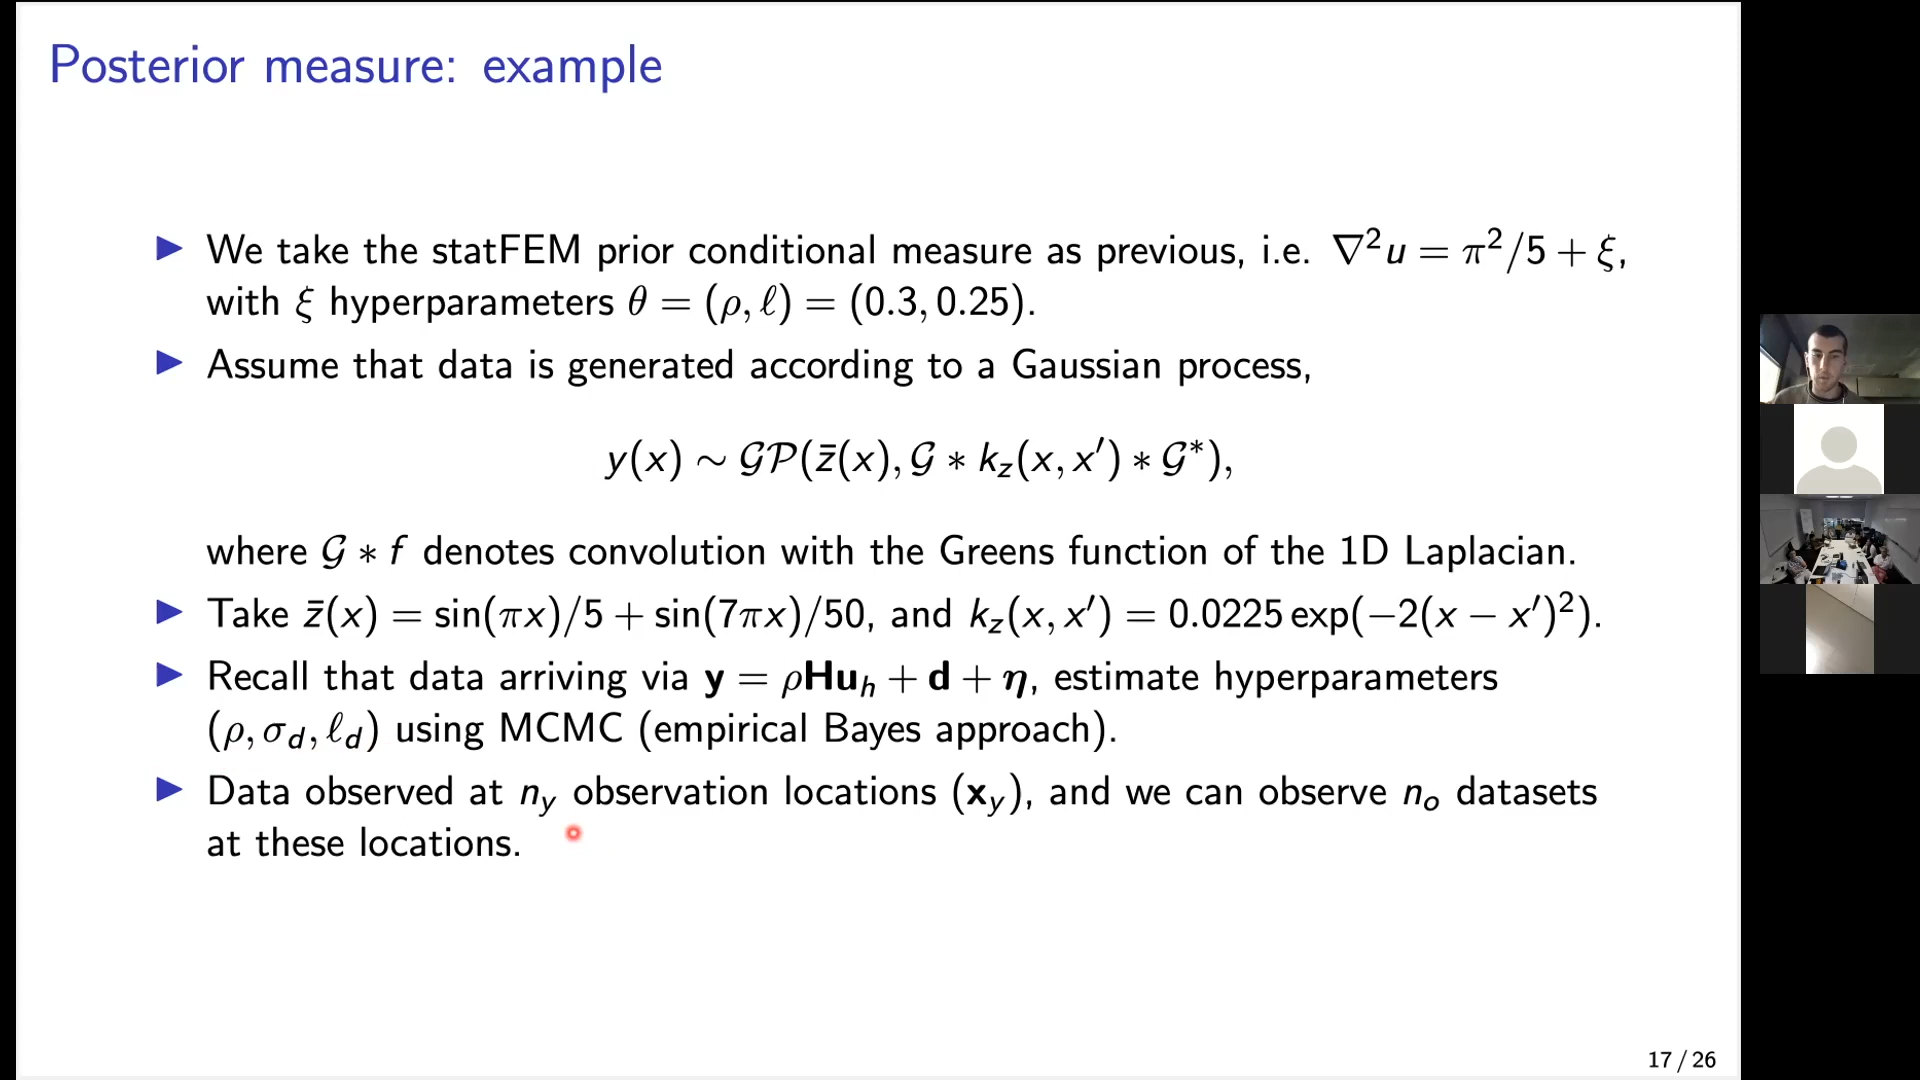 Posterior measure: example
▶ We take the statFEM prior conditional measure as previous, i.e. ∇²u = π²/5 + ξ,
with ξ hyperparameters θ = (ρ, ℓ) = (0.3, 0.25).
▶ Assume that data is generated according to a Gaussian process,
y(x) ∼ 𝒢𝒫(z̄(x), 𝒢 ∗ k_z(x, x′) ∗ 𝒢*),
where 𝒢 ∗ f denotes convolution with the Greens function of the 1D Laplacian.
▶ Take z̄(x) = sin(πx)/5 + sin(7πx)/50, and k_z(x, x′) = 0.0225 exp(−2(x − x′)²).
▶ Recall that data arriving via y = ρHu_h + d + η, estimate hyperparameters
(ρ, σ_d, ℓ_d) using MCMC (empirical Bayes approach).
▶ Data observed at n_y observation locations (x_y), and we can observe n_o datasets
at these locations.
17 / 26